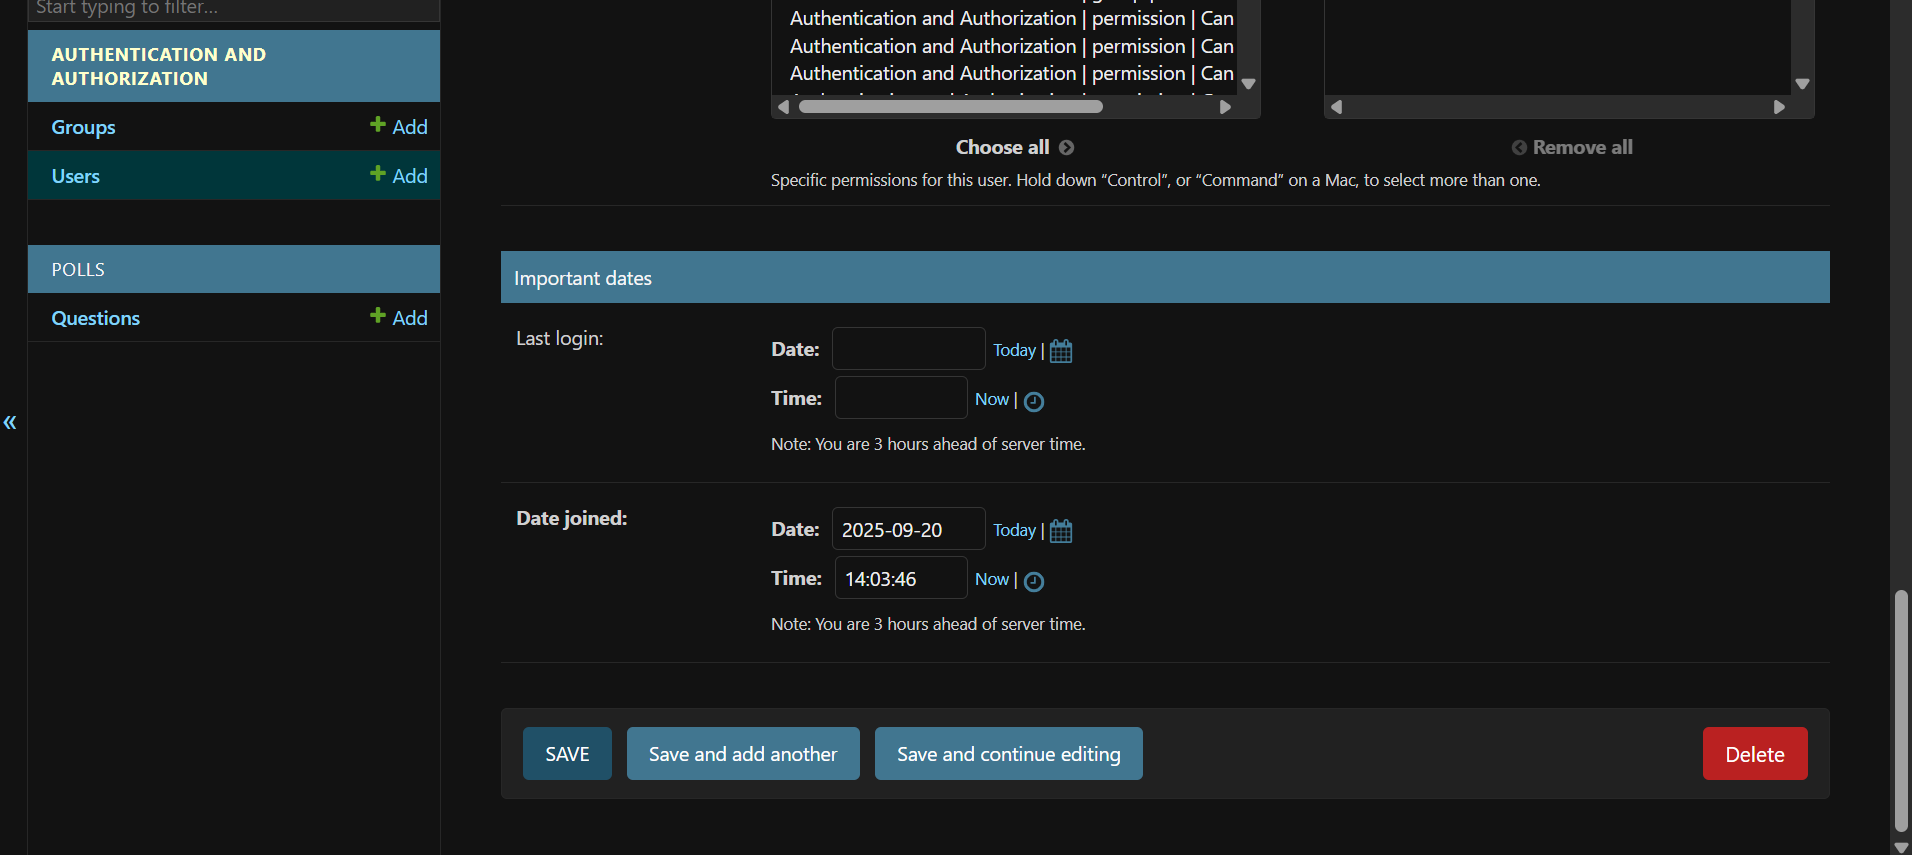 Start typing to filter...
AUTHENTICATION AND
AUTHORIZATION
Groups
Add
Users
Add
POLLS
Questions
Add
«
Authentication and Authorization | permission | Can
Authentication and Authorization | permission | Can
Authentication and Authorization | permission | Can
Choose all
Remove all
Specific permissions for this user. Hold down “Control”, or “Command” on a Mac, to select more than one.
Important dates
Last login:
Date: Today |
Time: Now |
Note: You are 3 hours ahead of server time.
Date joined:
Date: 2025-09-20 Today |
Time: 14:03:46 Now |
Note: You are 3 hours ahead of server time.
SAVE Save and add another Save and continue editing Delete